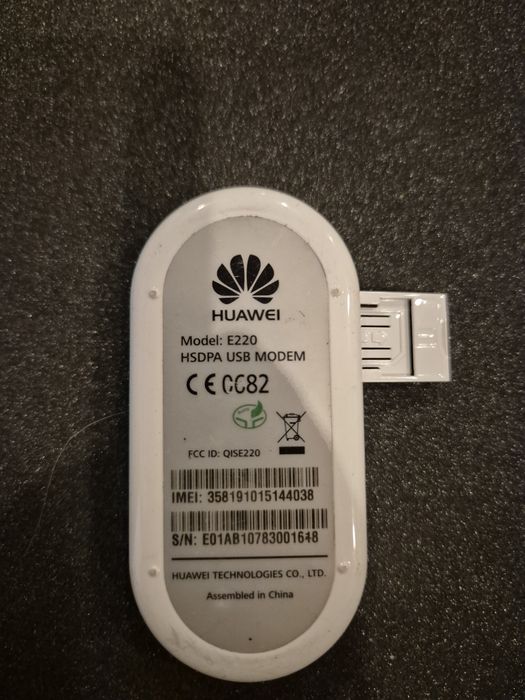 HUAWEI
Model: E220
HSDPA USB MODEM
CE 0682
FCC ID: QISE220
IMEI: 358191015144038
S/N: E01AB10783001648
HUAWEI TECHNOLOGIES CO., LTD.
Assembled in China